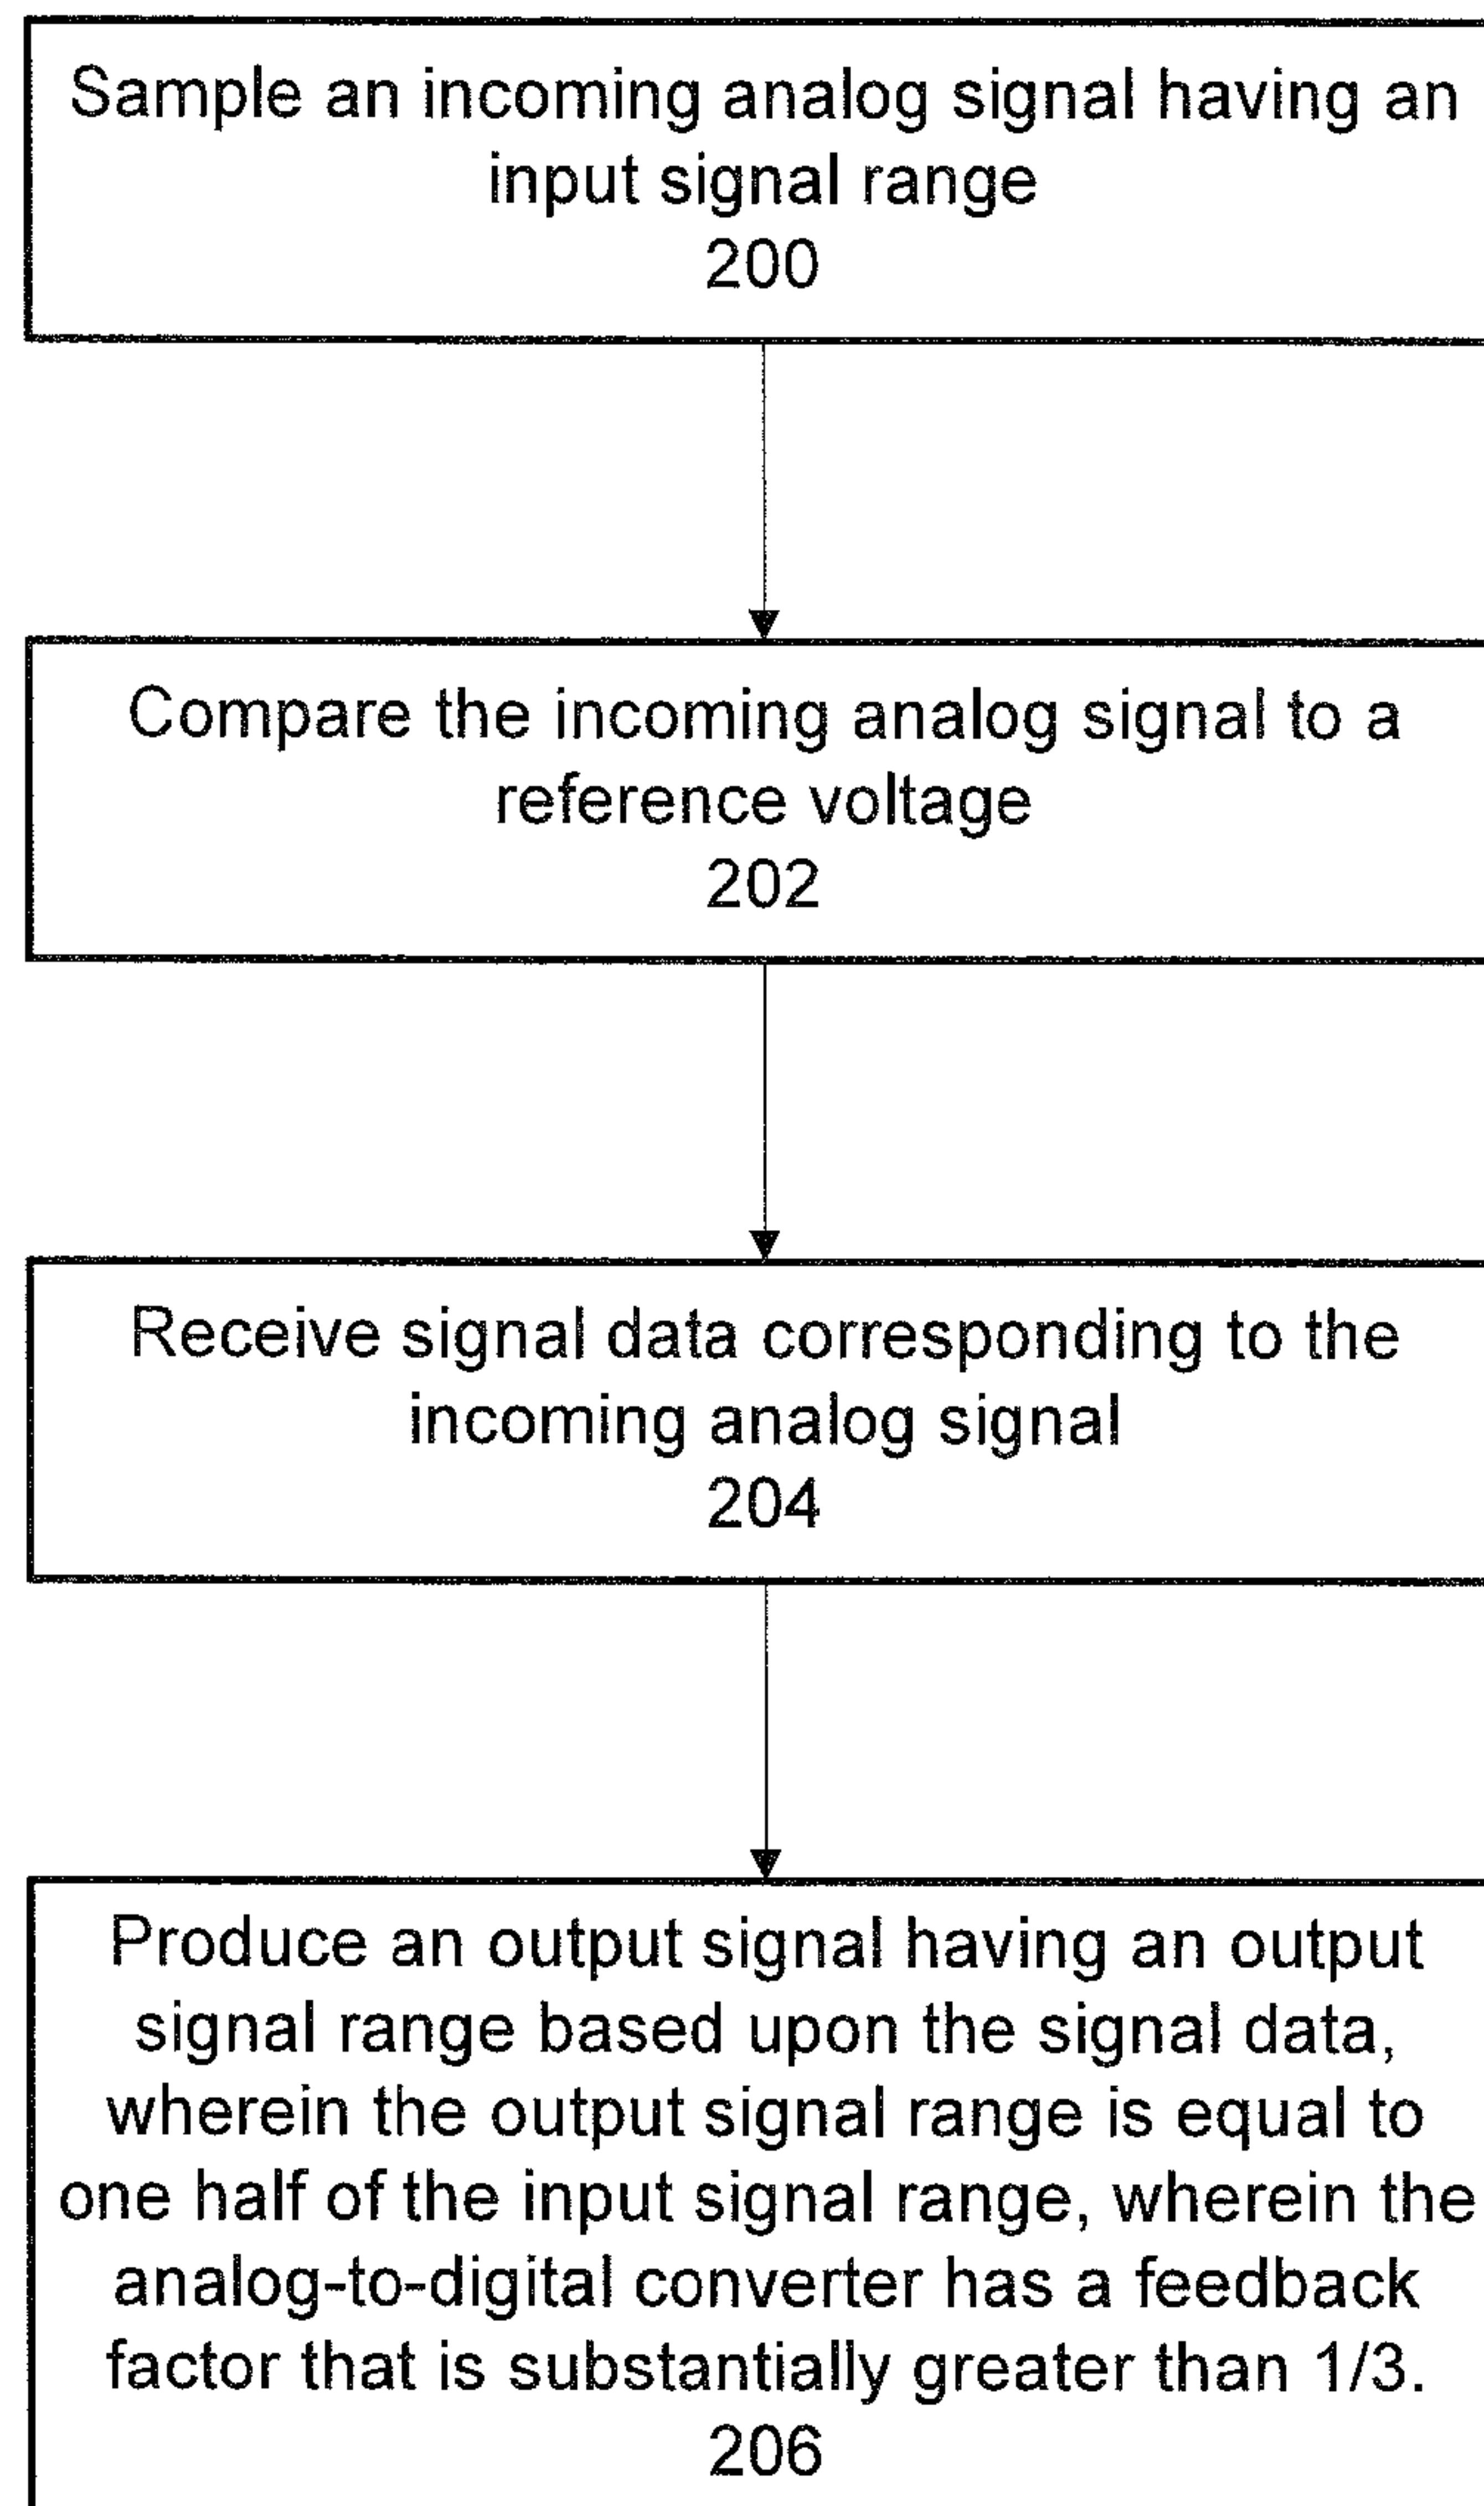 Sample an incoming analog signal having an
input signal range
200
Compare the incoming analog signal to a
reference voltage
202
Receive signal data corresponding to the
incoming analog signal
204
Produce an output signal having an output
signal range based upon the signal data,
wherein the output signal range is equal to
one half of the input signal range, wherein the
analog-to-digital converter has a feedback
factor that is substantially greater than 1/3.
206